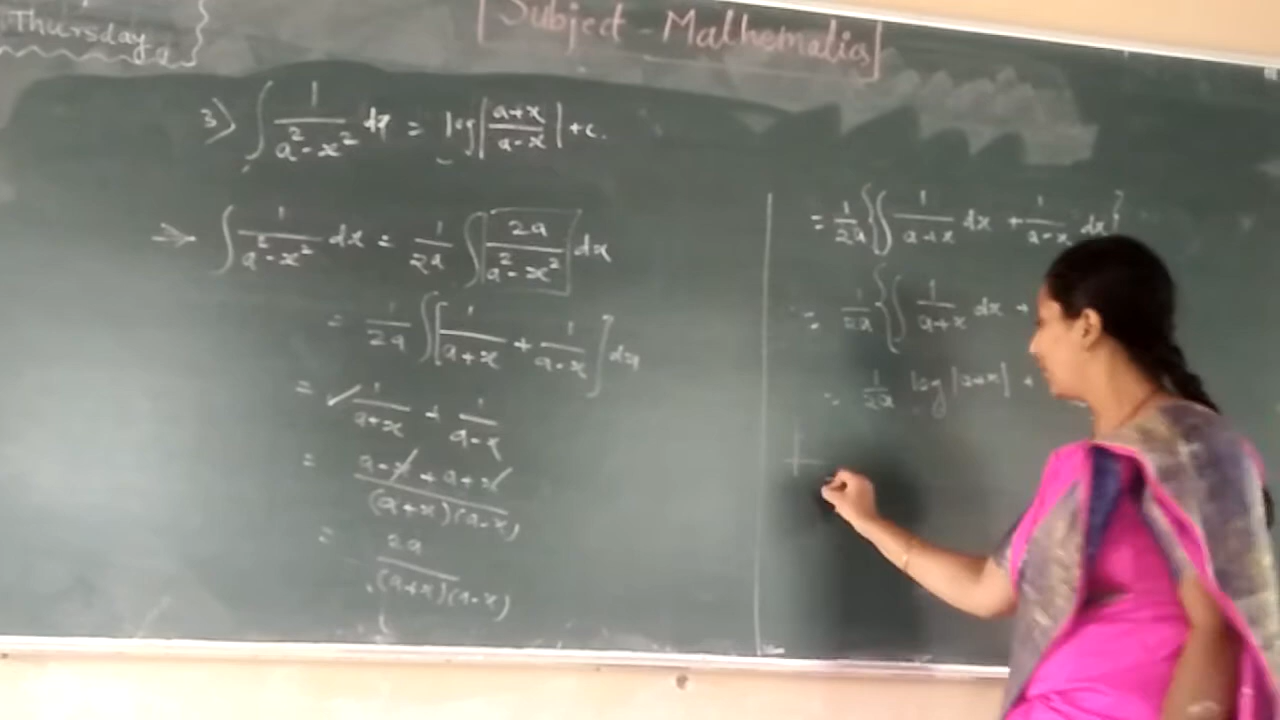 Thursday
Subject - Mathematics
3) ∫ 1/(a² - x²) dx = log |(a+x)/(a-x)| + c.
→ ∫ 1/(a² - x²) dx = 1/2a ∫ [2a/(a² - x²)] dx
= 1/2a ∫ [1/(a+x) + 1/(a-x)] dx
= 1/(a+x) + 1/(a-x)
= (a-x + a+x)/((a+x)(a-x))
= 2a/((a+x)(a-x))
= 1/2a {∫ 1/(a+x) dx + 1/(a-x) dx}
= 1/2a {∫ 1/(a+x) dx +
= 1/2a log |a+x| +